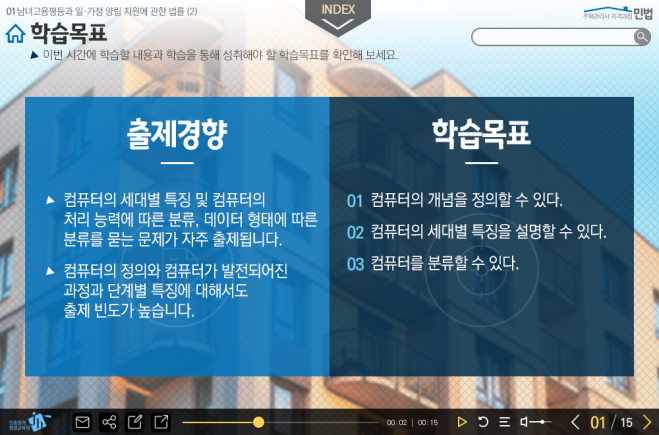 01 남녀고용평등과 일·가정 양립 지원에 관한 법률 (2)
INDEX
주택관리사 자격과정 민법
학습목표
이번 시간에 학습할 내용과 학습을 통해 성취해야 할 학습목표를 확인해 보세요.
출제경향
컴퓨터의 세대별 특징 및 컴퓨터의
처리 능력에 따른 분류, 데이터 형태에 따른
분류를 묻는 문제가 자주 출제됩니다.
컴퓨터의 정의와 컴퓨터가 발전되어진
과정과 단계별 특징에 대해서도
출제 빈도가 높습니다.
학습목표
01 컴퓨터의 개념을 정의할 수 있다.
02 컴퓨터의 세대별 특징을 설명할 수 있다.
03 컴퓨터를 분류할 수 있다.
00:02 | 00:15
01 / 15